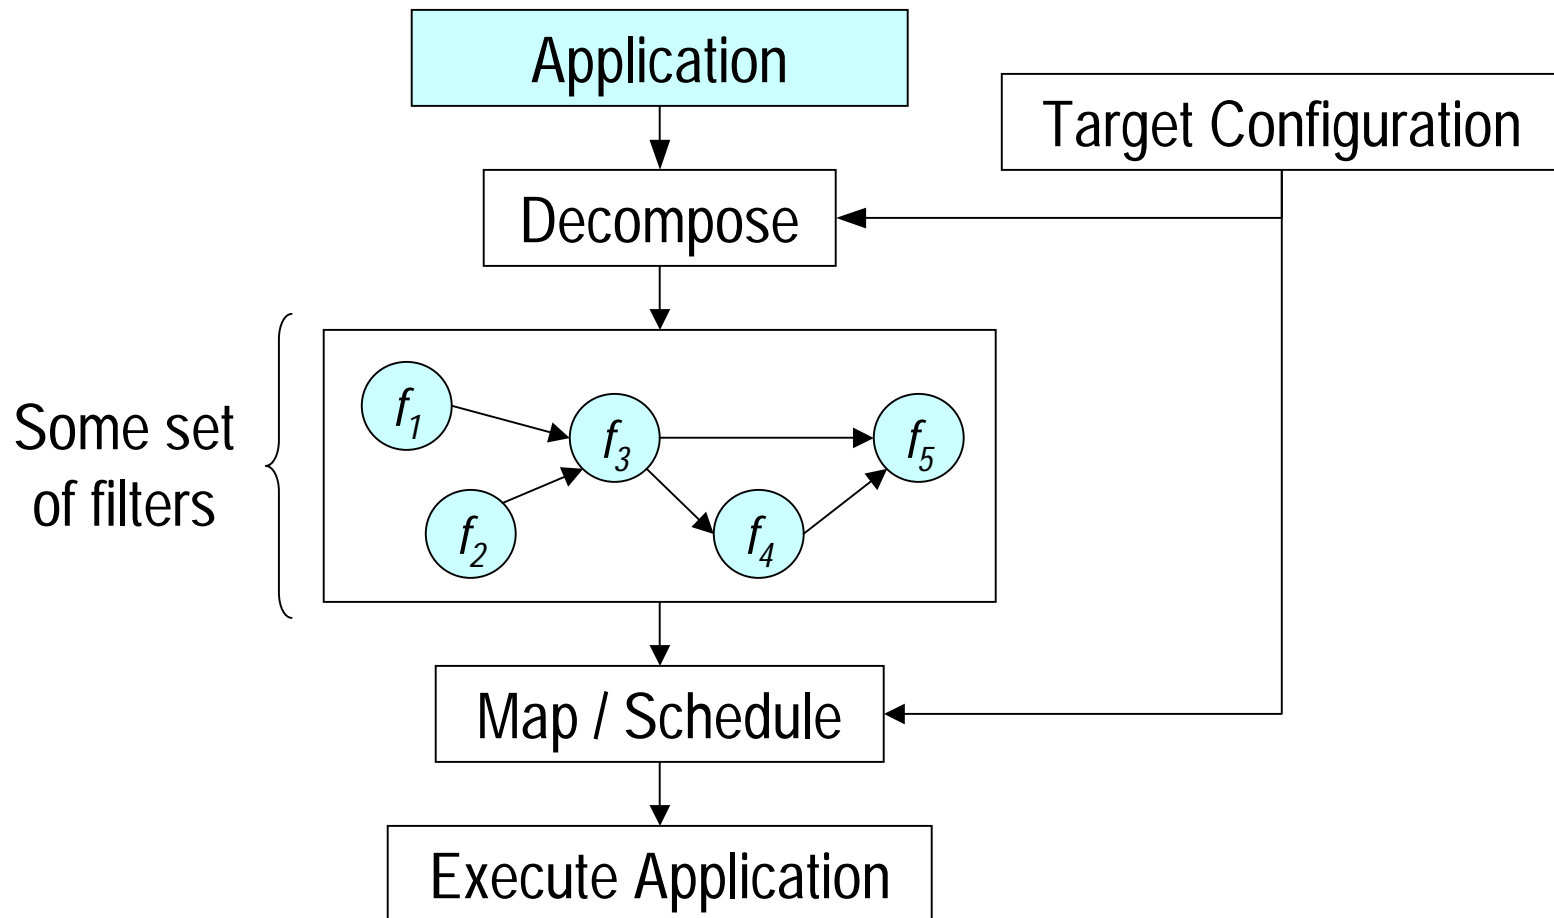 Application
Target Configuration
Decompose
Some set
of filters
f1
f3
f5
f2
f4
Map / Schedule
Execute Application